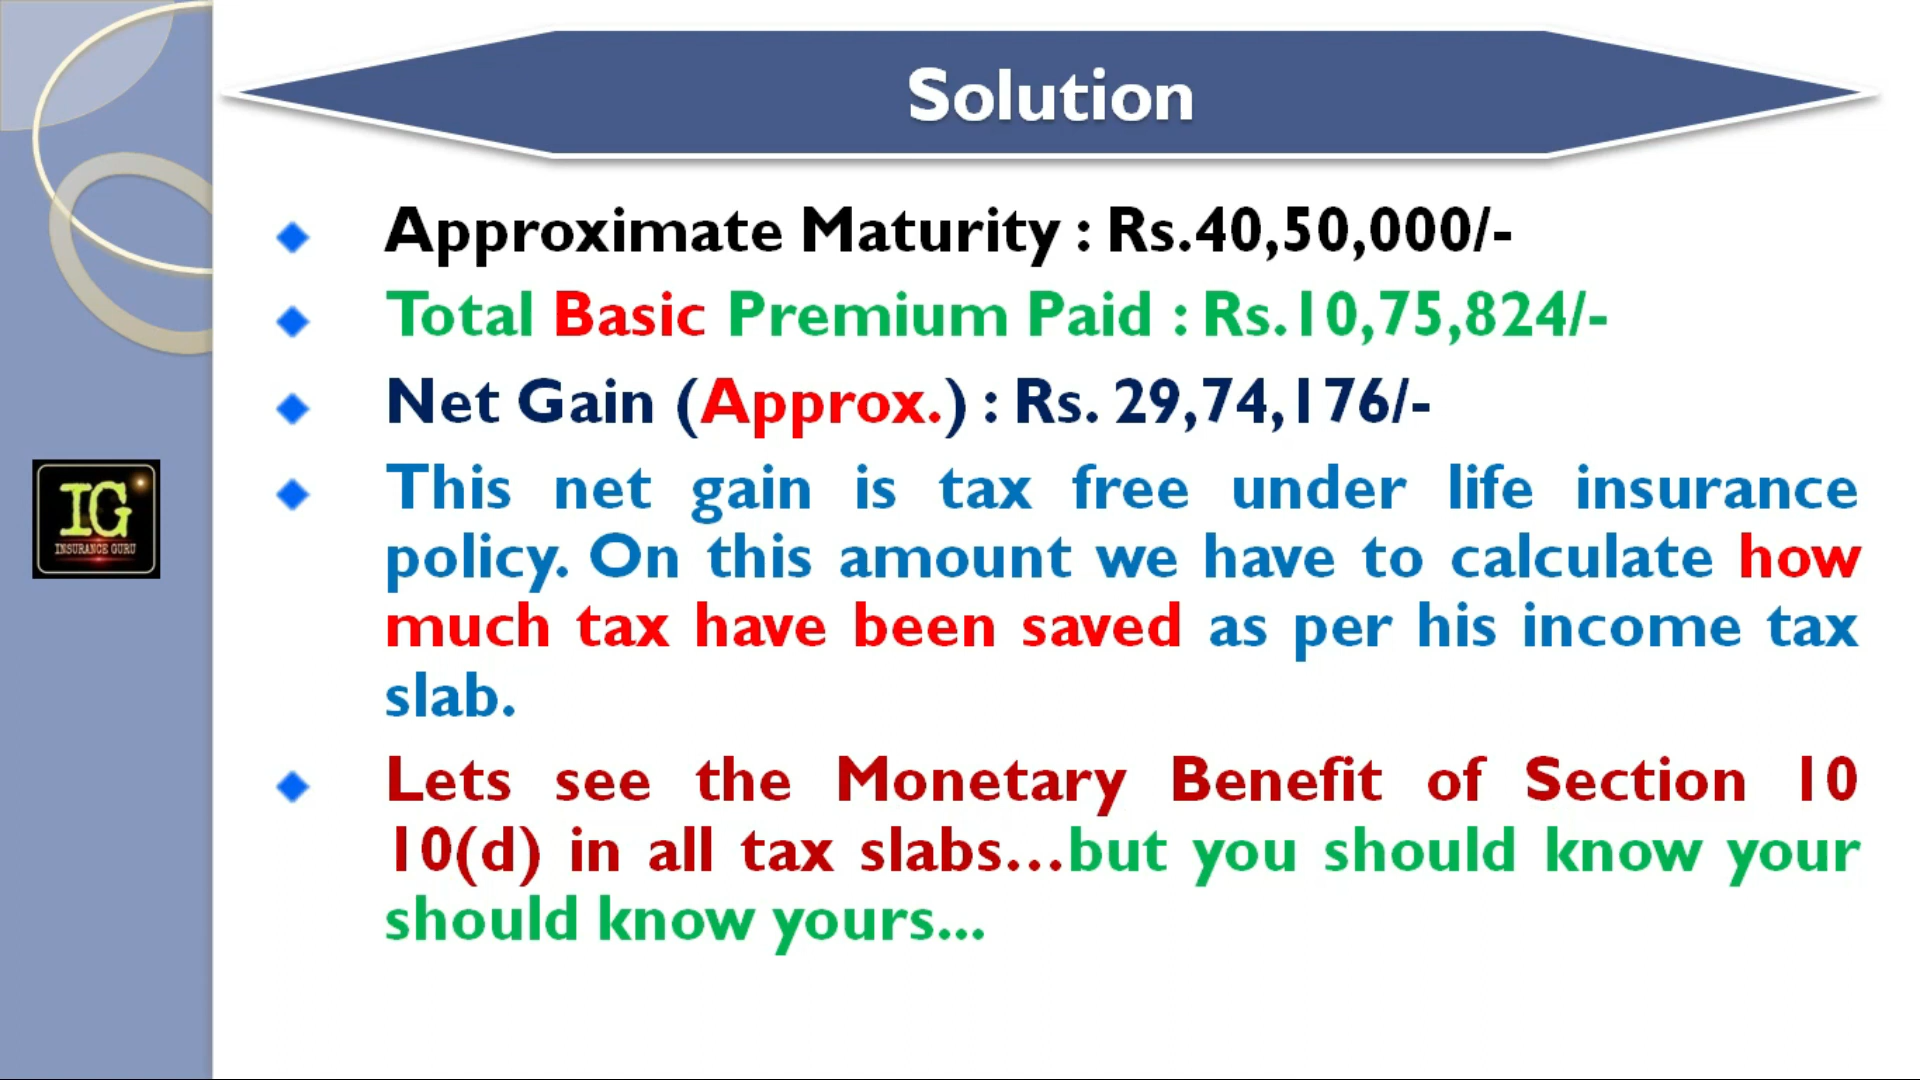 Solution
Approximate Maturity : Rs.40,50,000/-
Total Basic Premium Paid : Rs.10,75,824/-
Net Gain (Approx.) : Rs. 29,74,176/-
This net gain is tax free under life insurance
policy. On this amount we have to calculate how
much tax have been saved as per his income tax
slab.
Lets see the Monetary Benefit of Section 10
10(d) in all tax slabs...but you should know your
should know yours...
IG
INSURANCE GURU